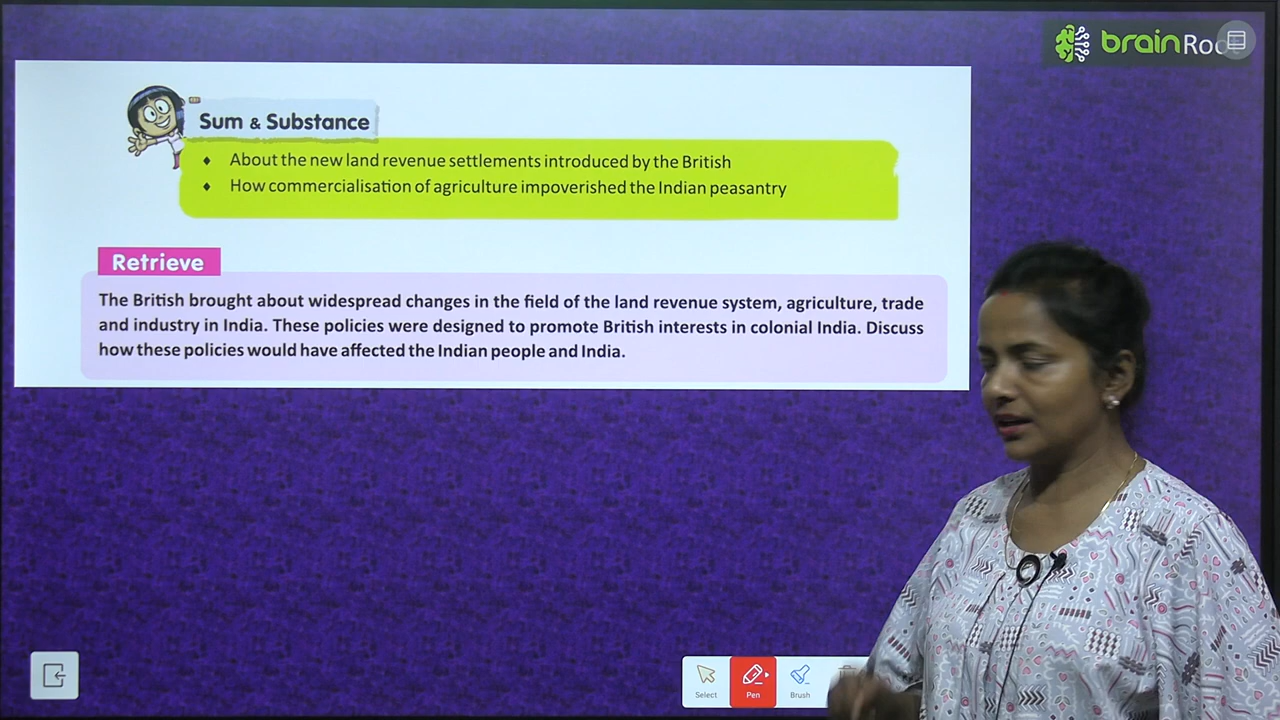 brain Ro
Sum & Substance
♦ About the new land revenue settlements introduced by the British
♦ How commercialisation of agriculture impoverished the Indian peasantry
Retrieve
The British brought about widespread changes in the field of the land revenue system, agriculture, trade
and industry in India. These policies were designed to promote British interests in colonial India. Discuss
how these policies would have affected the Indian people and India.
Select
Pen
Brush